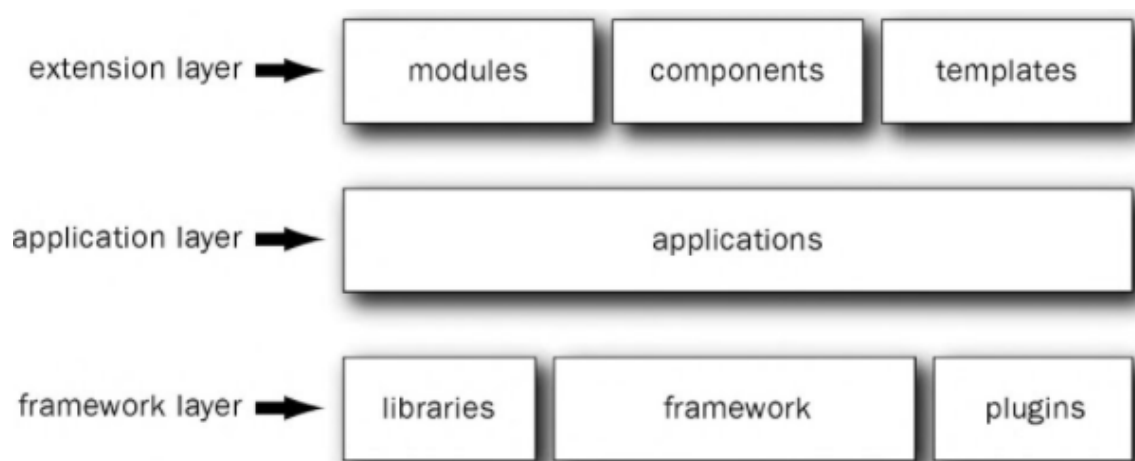 extension layer
modules
components
templates
application layer
applications
framework layer
libraries
framework
plugins